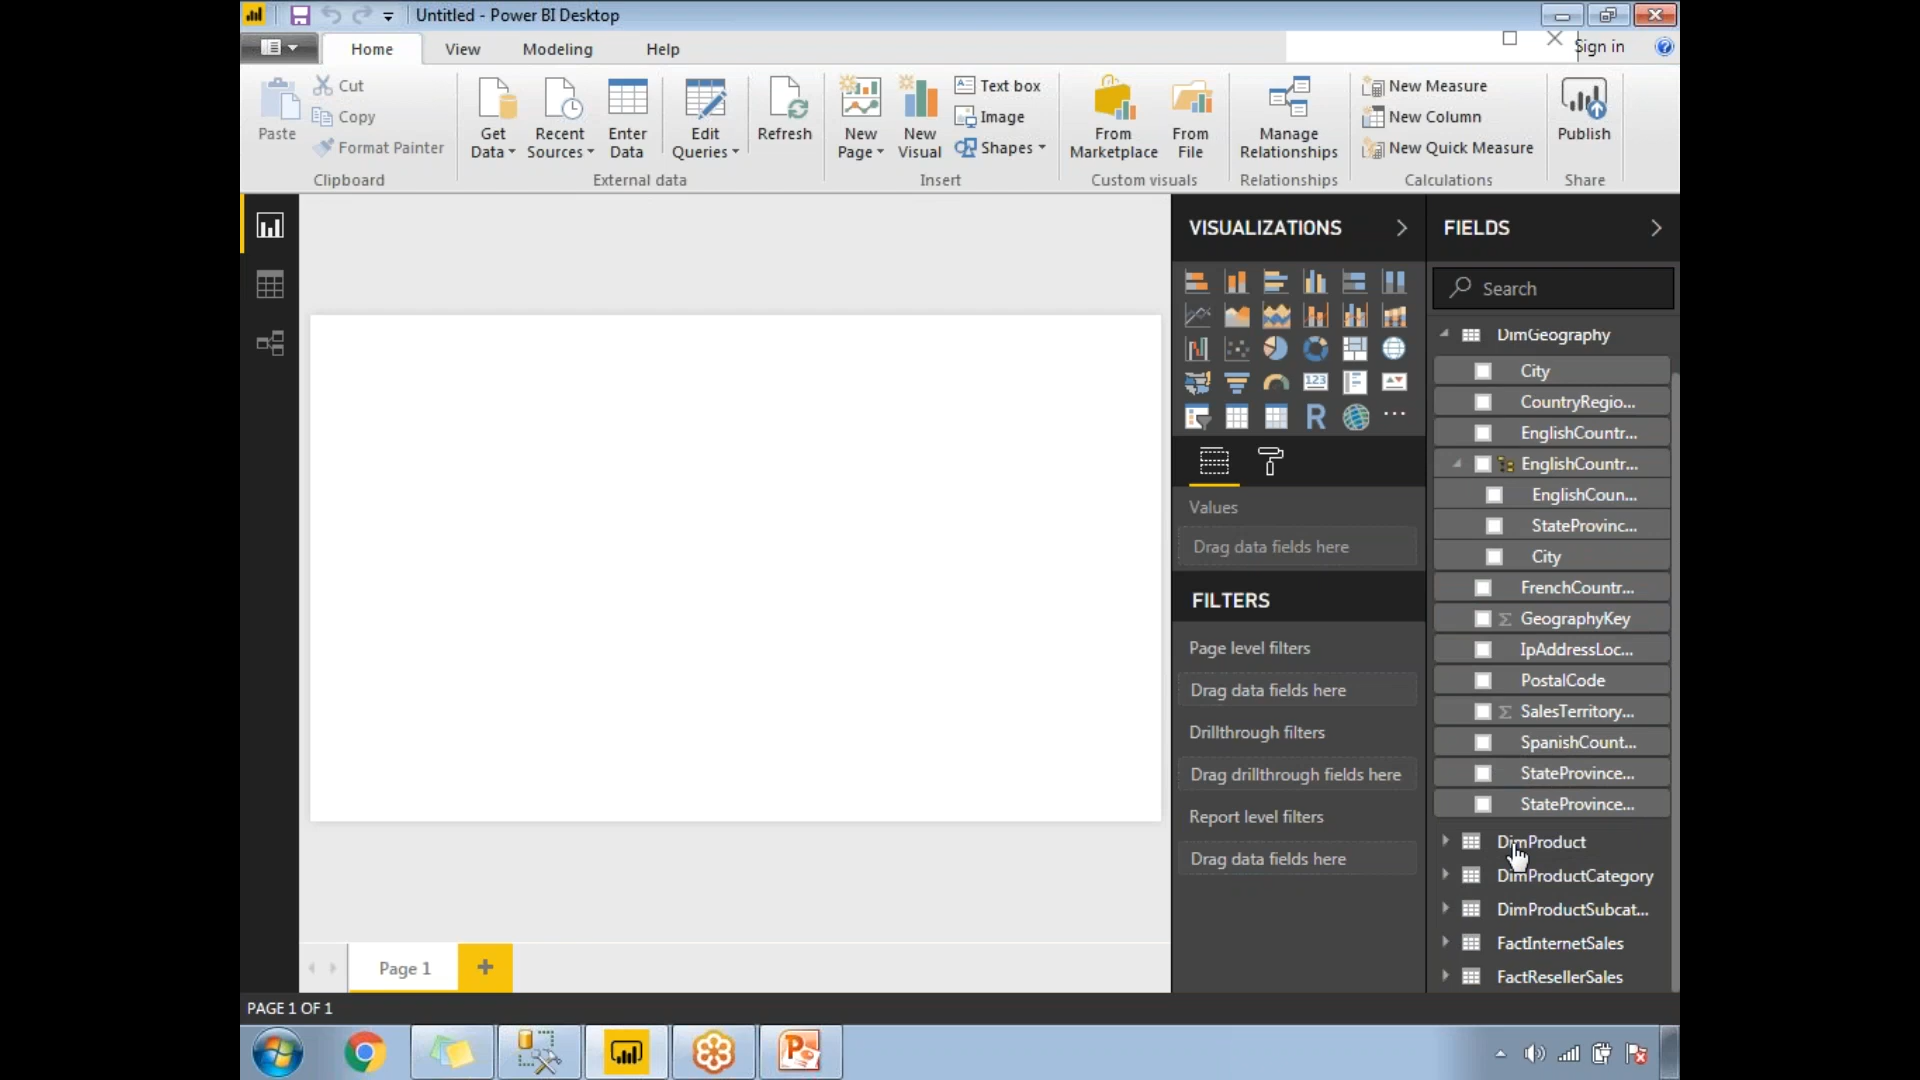 Untitled - Power BI Desktop
Home View Modeling Help
Sign in
Paste
Cut
Copy
Format Painter
Clipboard
Get Data
Recent Sources
Enter Data
Edit Queries
Refresh
External data
New Page
New Visual
Text box
Image
Shapes
Insert
From Marketplace
From File
Custom visuals
Manage Relationships
Relationships
New Measure
New Column
New Quick Measure
Calculations
Publish
Share
VISUALIZATIONS
123
R
Values
Drag data fields here
FILTERS
Page level filters
Drag data fields here
Drillthrough filters
Drag drillthrough fields here
Report level filters
Drag data fields here
FIELDS
Search
DimGeography
City
CountryRegio...
EnglishCountr...
EnglishCountr...
EnglishCoun...
StateProvinc...
City
FrenchCountr...
Σ GeographyKey
IpAddressLoc...
PostalCode
Σ SalesTerritory...
SpanishCount...
StateProvince...
StateProvince...
DimProduct
DimProductCategory
DimProductSubcat...
FactInternetSales
FactResellerSales
Page 1
PAGE 1 OF 1